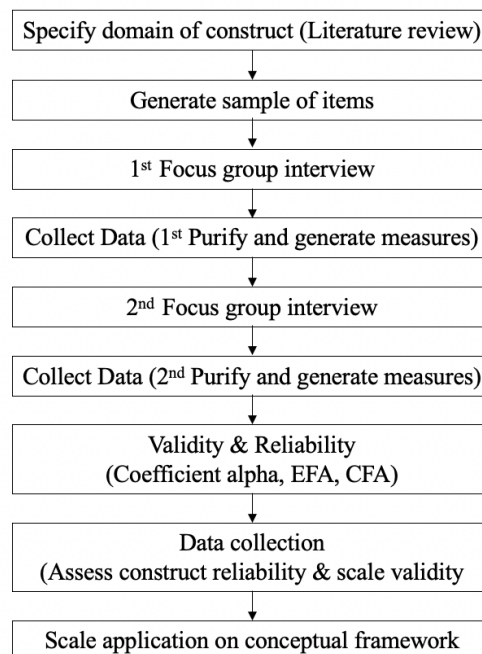 Specify domain of construct (Literature review)
Generate sample of items
1st Focus group interview
Collect Data (1st Purify and generate measures)
2nd Focus group interview
Collect Data (2nd Purify and generate measures)
Validity & Reliability
(Coefficient alpha, EFA, CFA)
Data collection
(Assess construct reliability & scale validity
Scale application on conceptual framework